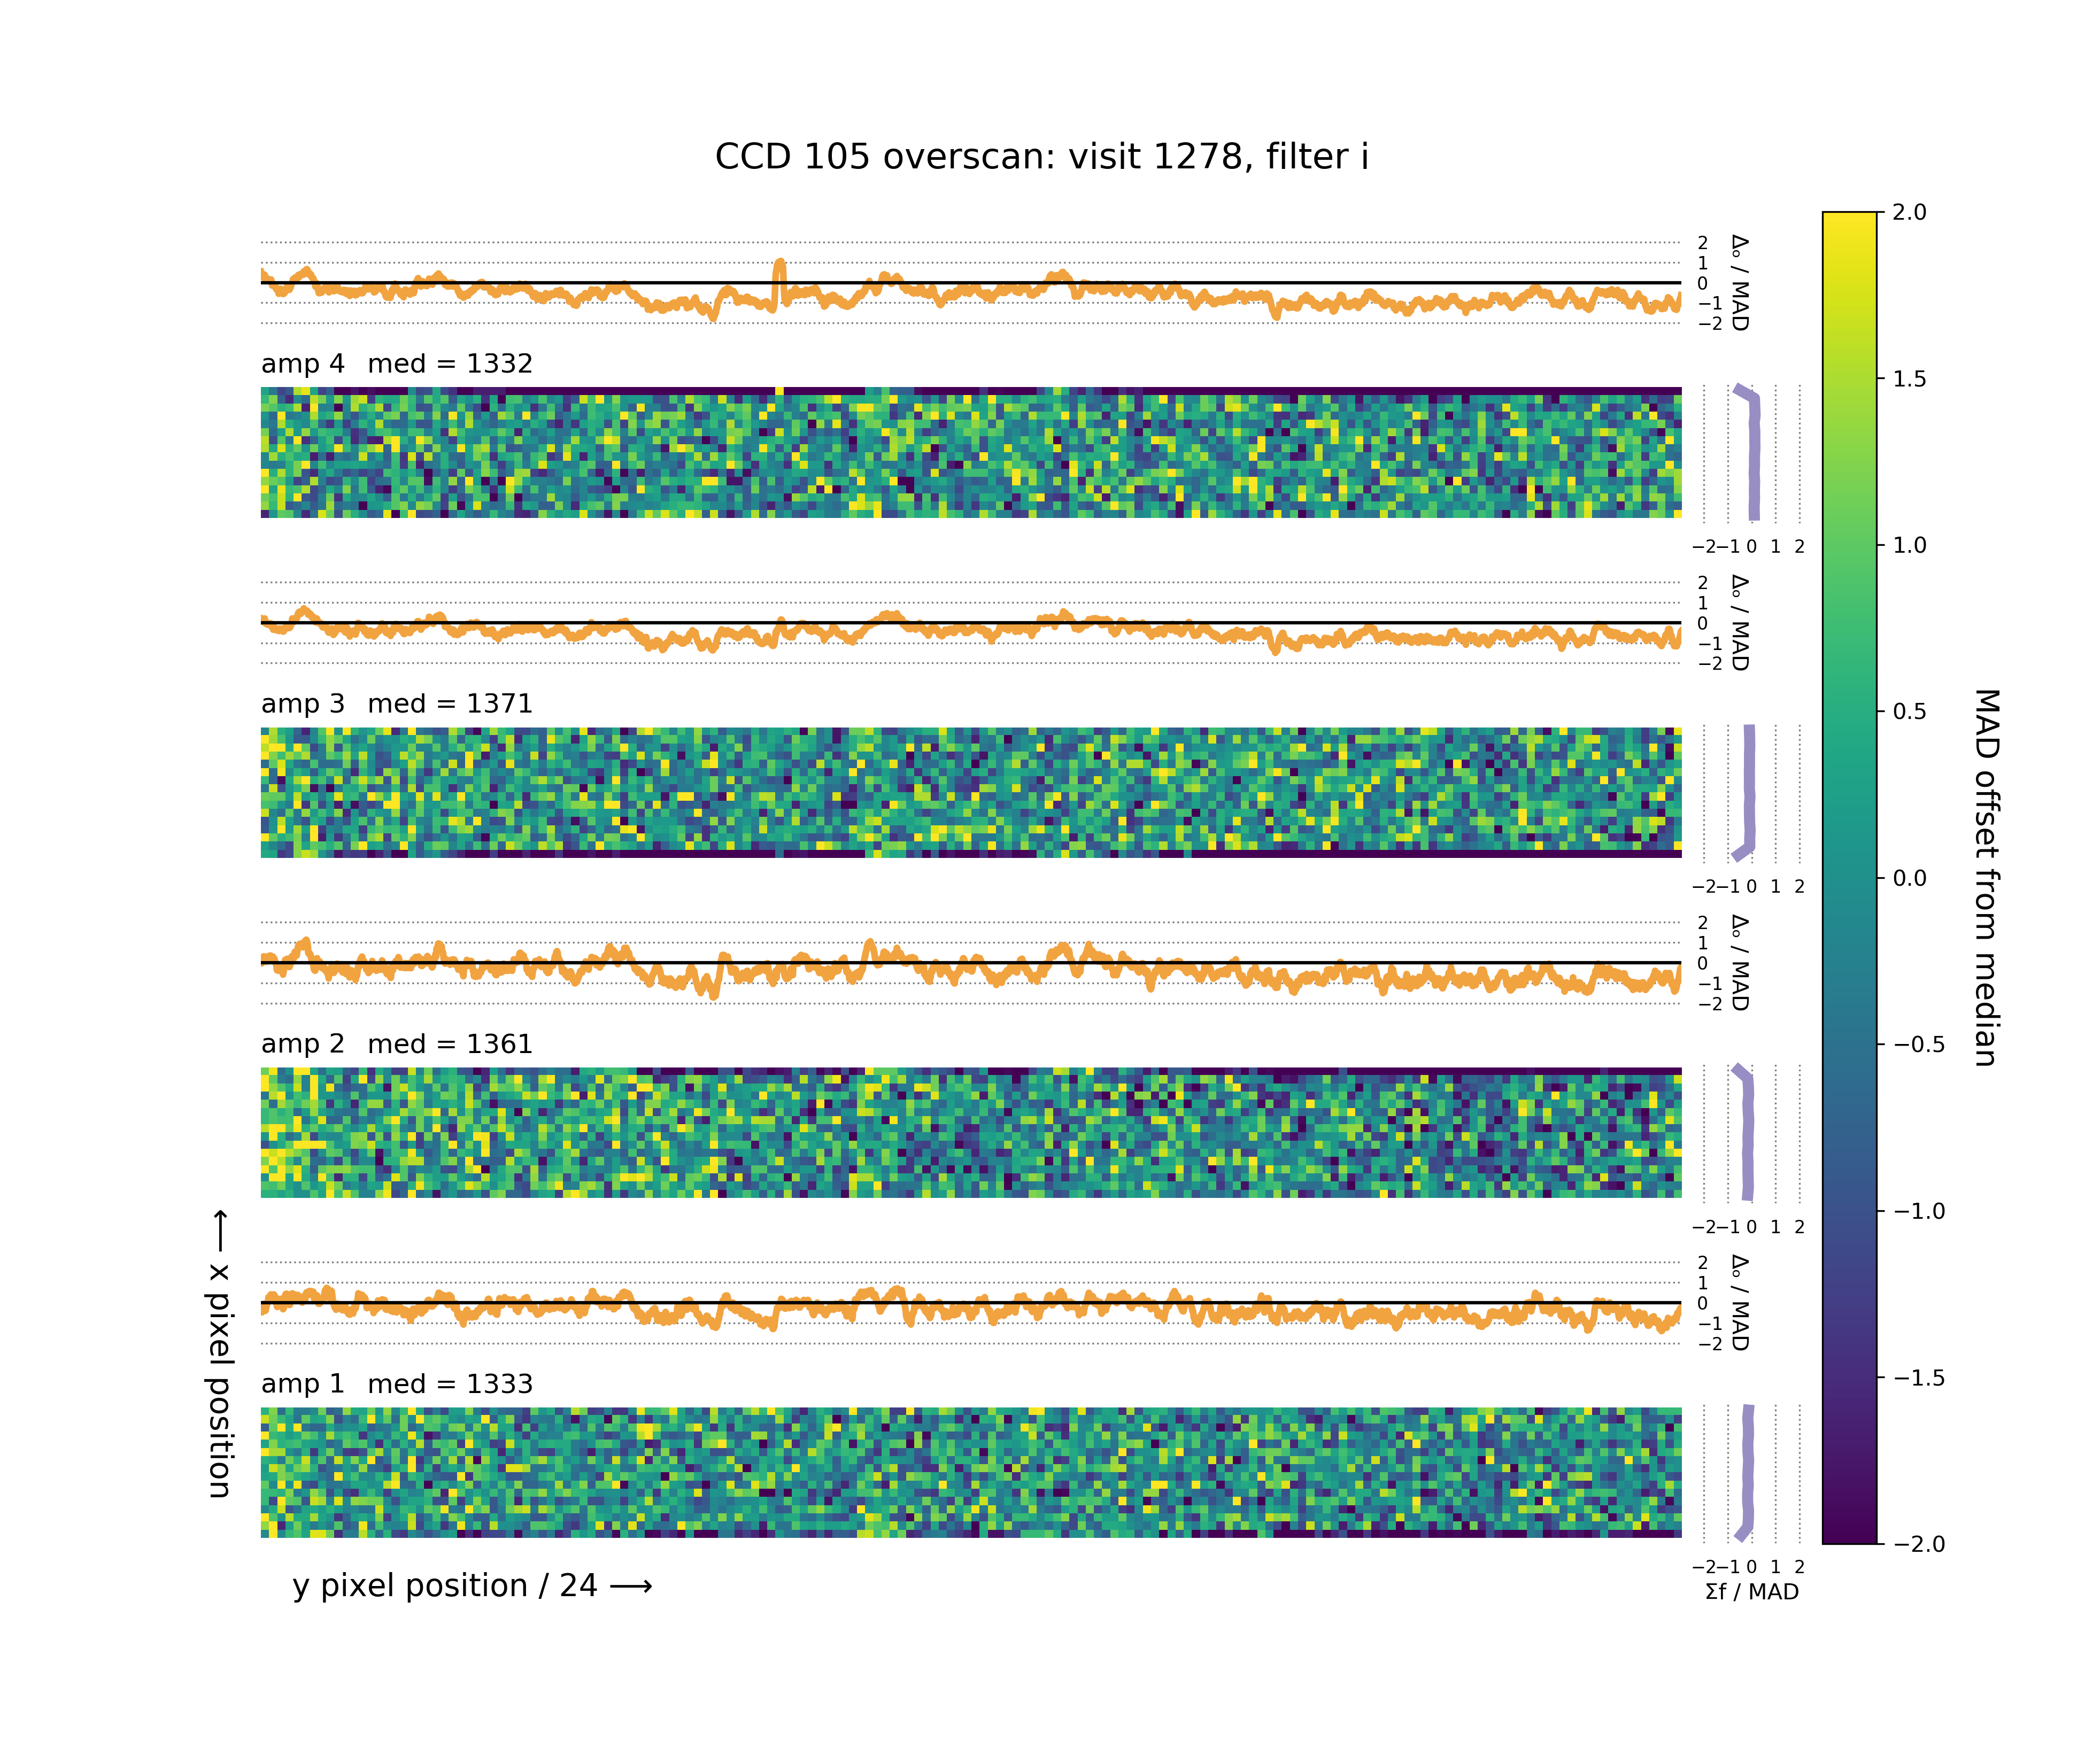 CCD 105 overscan: visit 1278, filter i
2
1
0
−1
−2
Δₒ / MAD
amp 4 med = 1332
−2 −1 0 1 2
2
1
0
−1
−2
Δₒ / MAD
amp 3 med = 1371
−2 −1 0 1 2
2
1
0
−1
−2
Δₒ / MAD
amp 2 med = 1361
−2 −1 0 1 2
2
1
0
−1
−2
Δₒ / MAD
amp 1 med = 1333
−2 −1 0 1 2
Σf / MAD
⟵ x pixel position
y pixel position / 24 ⟶
2.0
1.5
1.0
0.5
0.0
−0.5
−1.0
−1.5
−2.0
MAD offset from median